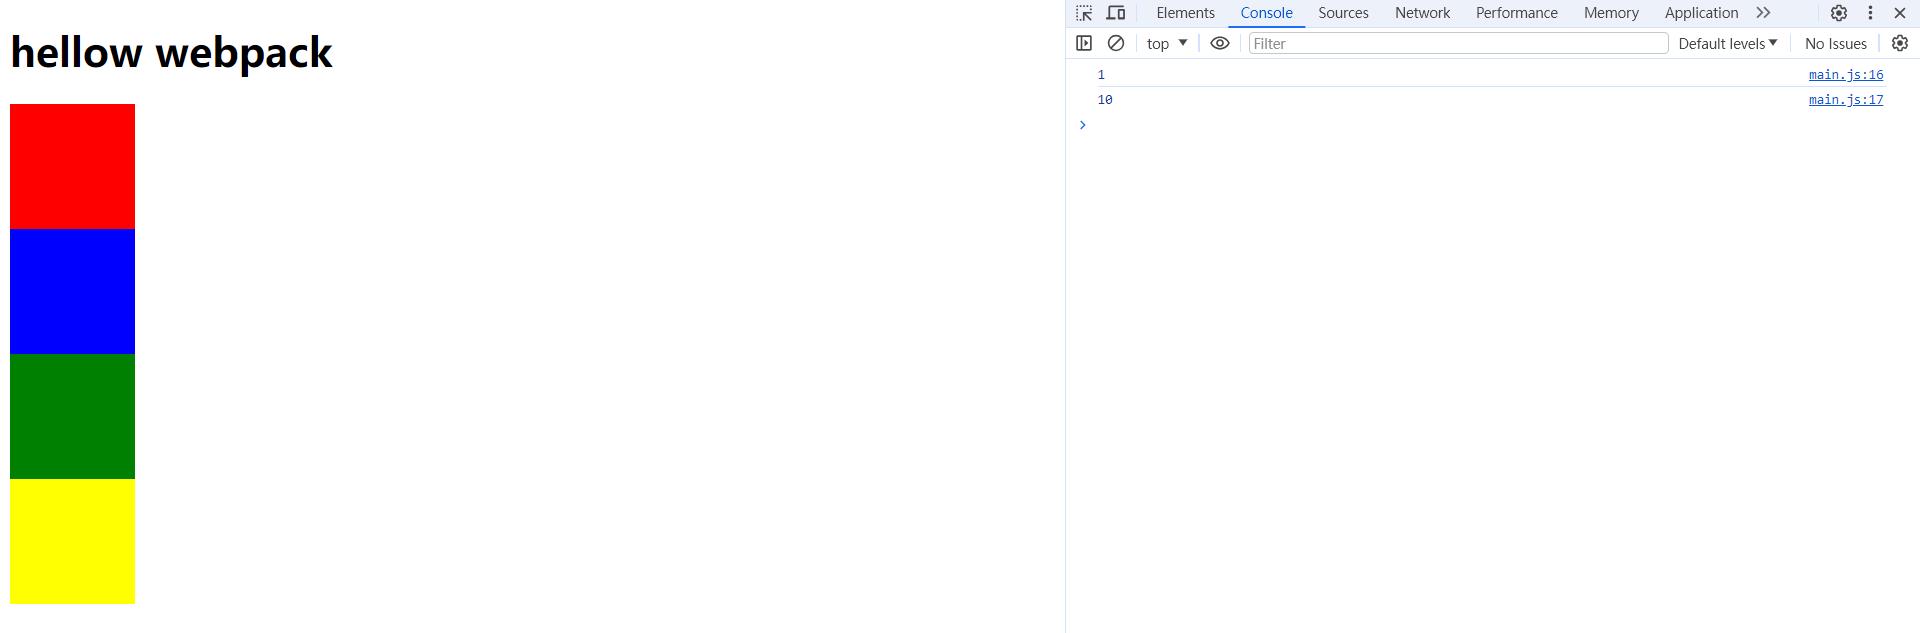 hellow webpack
Elements Console Sources Network Performance Memory Application
top Filter Default levels No Issues
1 main.js:16
10 main.js:17